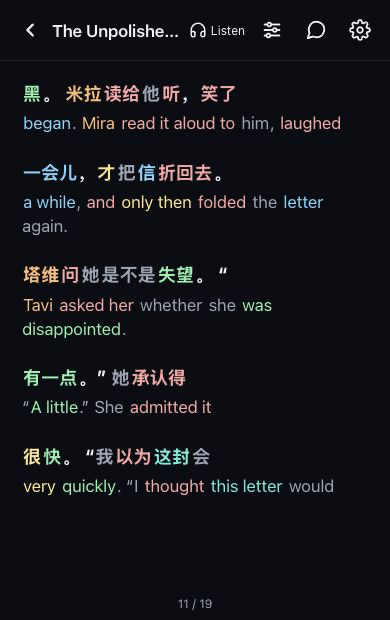 The Unpolishe... Listen
黑。 米拉读给他听，笑了
began. Mira read it aloud to him, laughed
一会儿，才把信折回去。
a while, and only then folded the letter
again.
塔维问她是不是失望。“
Tavi asked her whether she was
disappointed.
有一点。” 她承认得
“A little.” She admitted it
很快。“我以为这封会
very quickly. “I thought this letter would
11 / 19